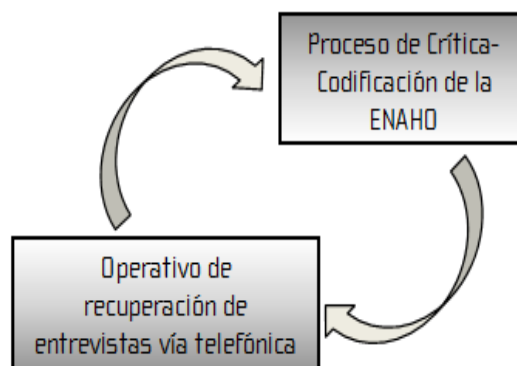 Proceso de Crítica-
Codificación de la
ENAHO
Operativo de
recuperación de
entrevistas vía telefónica